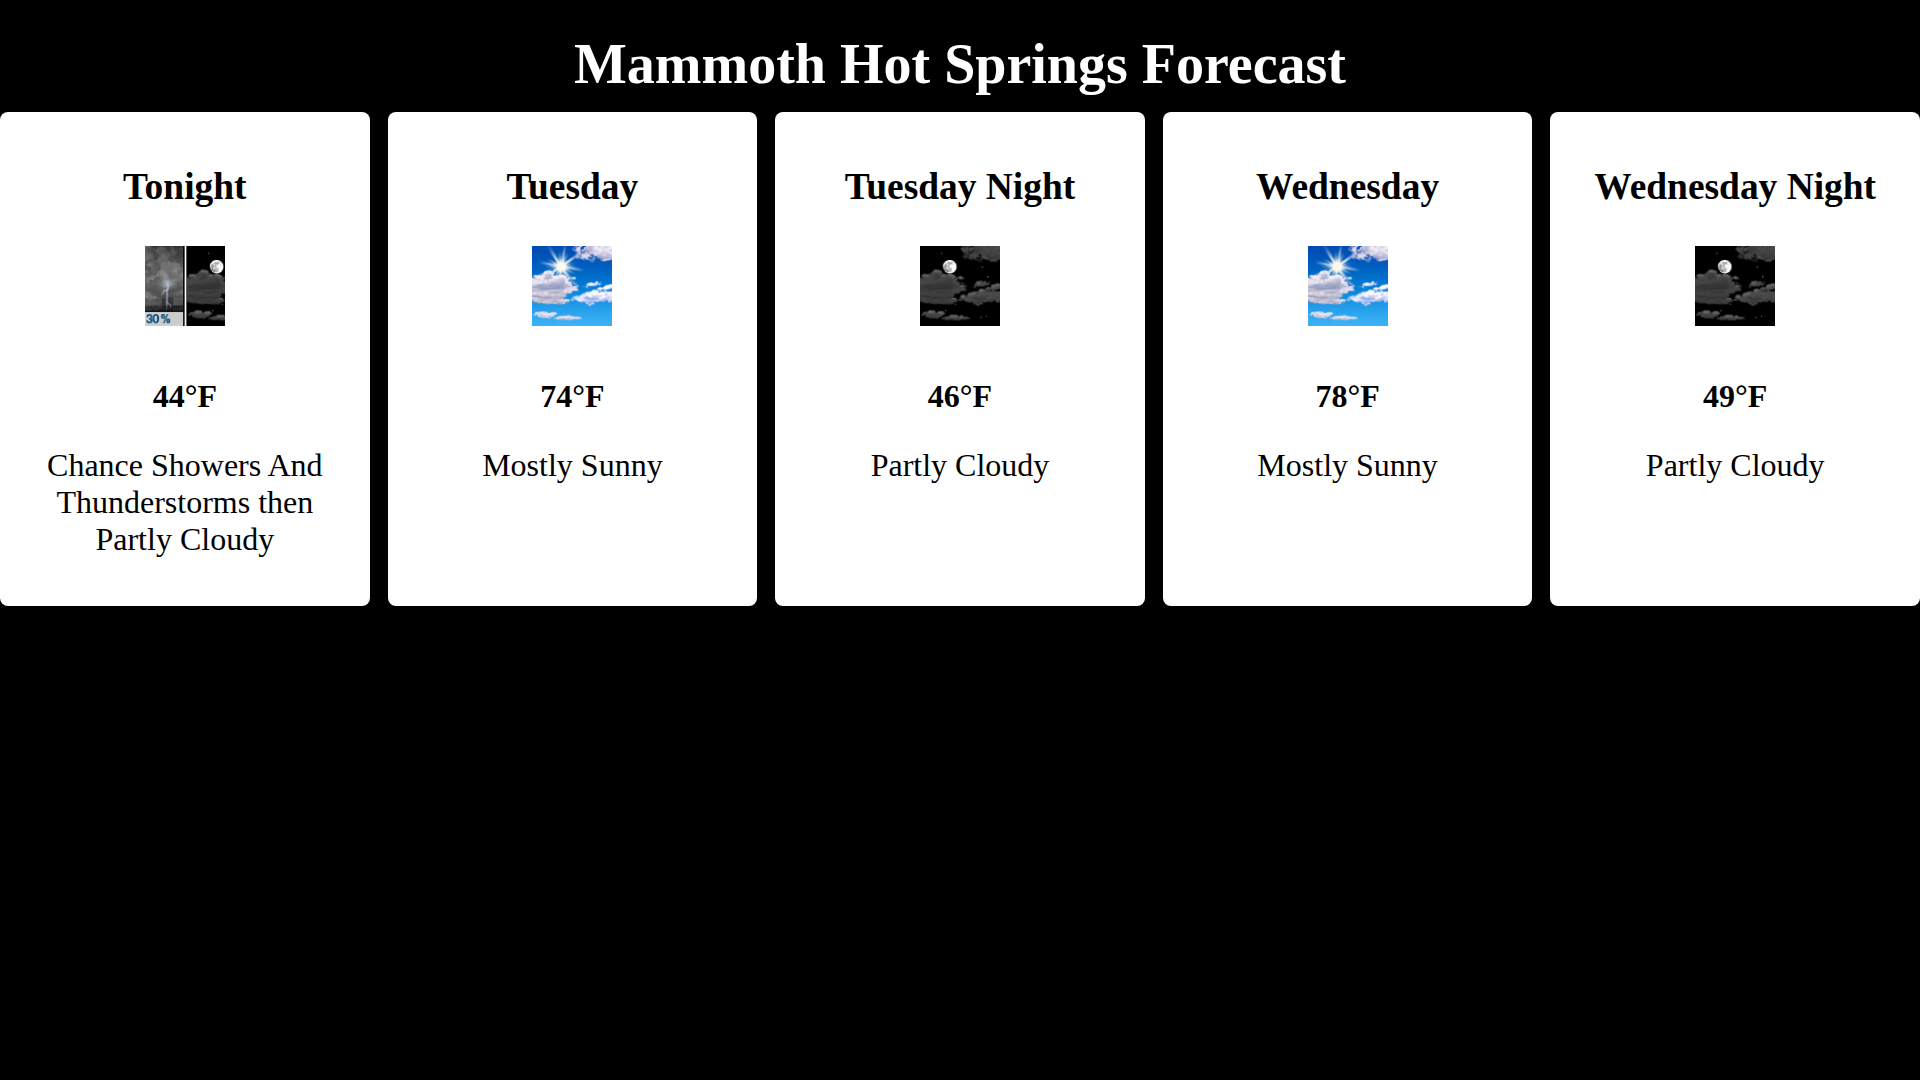 Mammoth Hot Springs Forecast
Tonight
30%
44°F
Chance Showers And
Thunderstorms then
Partly Cloudy
Tuesday
74°F
Mostly Sunny
Tuesday Night
46°F
Partly Cloudy
Wednesday
78°F
Mostly Sunny
Wednesday Night
49°F
Partly Cloudy